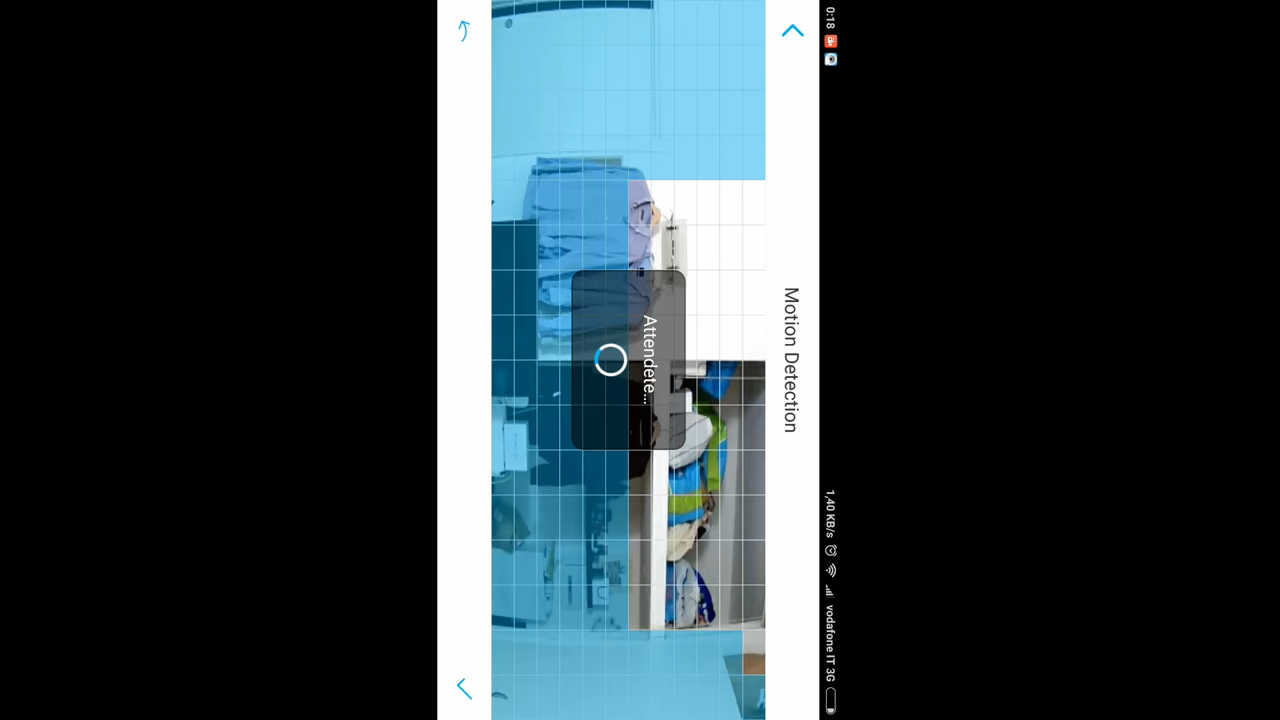 0:18
1,40 KB/s
vodafone IT 3G
Motion Detection
Attendete...